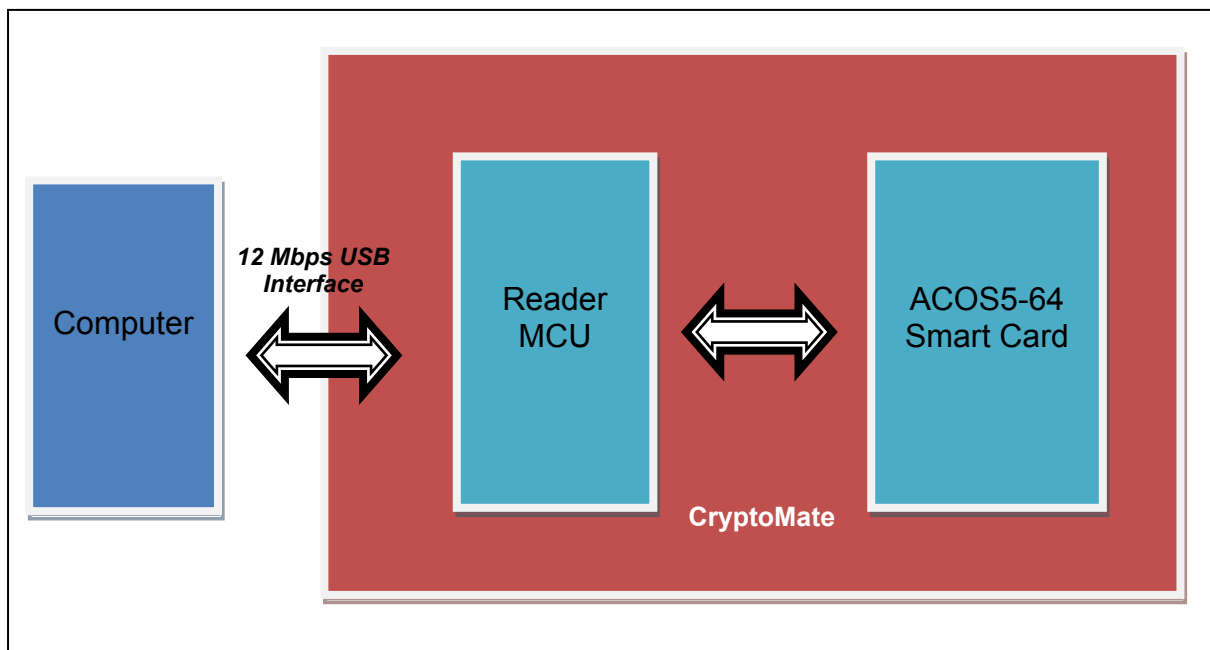 12 Mbps USB
Interface
Computer
Reader
MCU
ACOS5-64
Smart Card
CryptoMate